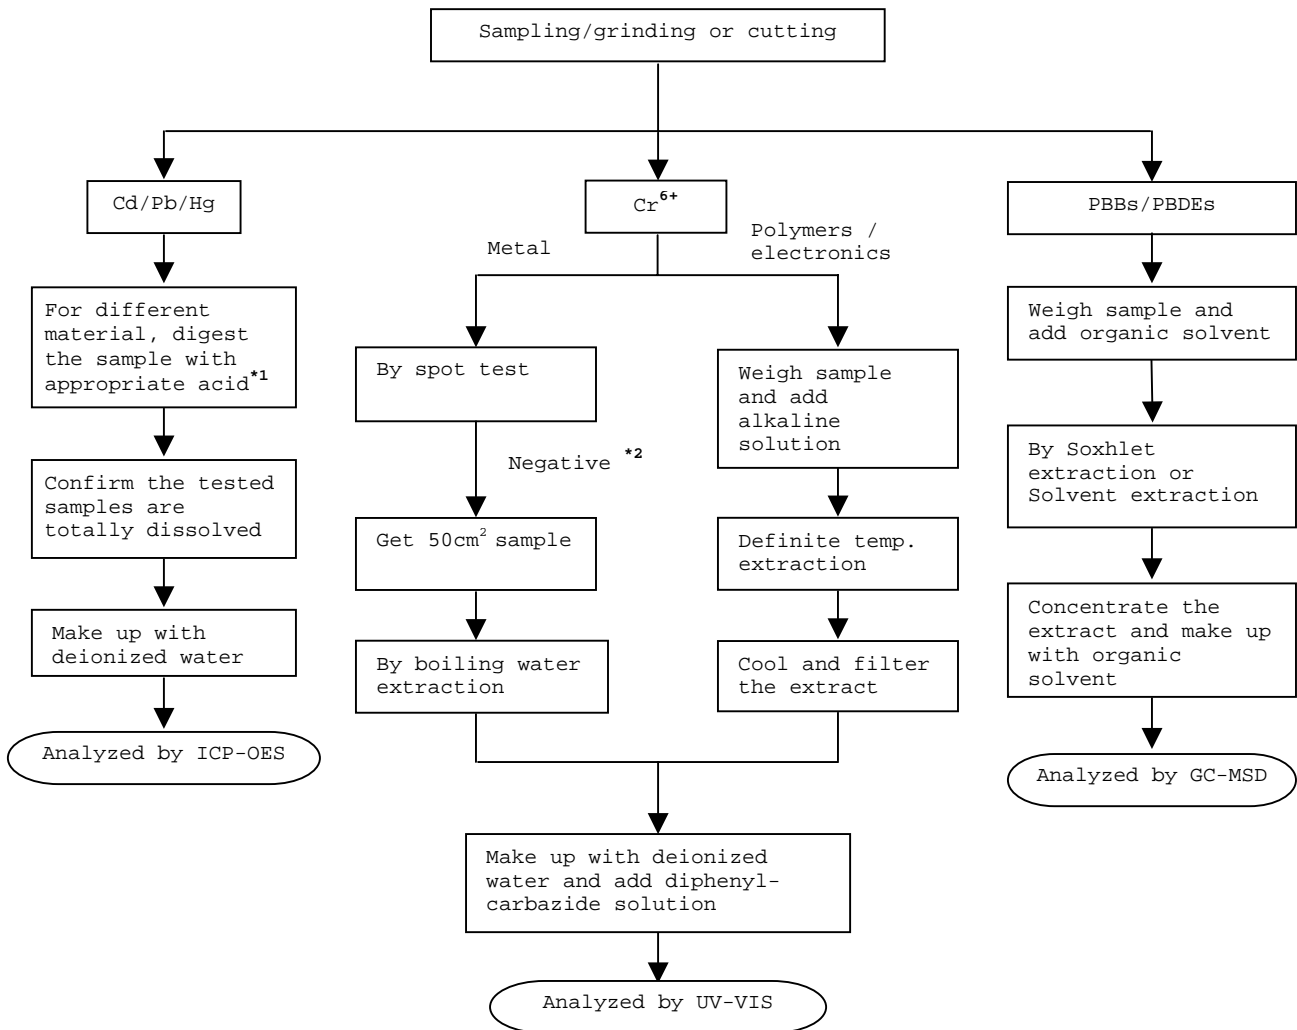 Sampling/grinding or cutting
Cd/Pb/Hg
For different
material, digest
the sample with
appropriate acid*1
Confirm the tested
samples are
totally dissolved
Make up with
deionized water
Analyzed by ICP-OES
Cr6+
Metal
By spot test
Negative *2
Get 50cm2 sample
By boiling water
extraction
Polymers /
electronics
Weigh sample
and add
alkaline
solution
Definite temp.
extraction
Cool and filter
the extract
Make up with deionized
water and add diphenyl-
carbazide solution
Analyzed by UV-VIS
PBBs/PBDEs
Weigh sample and
add organic solvent
By Soxhlet
extraction or
Solvent extraction
Concentrate the
extract and make up
with organic
solvent
Analyzed by GC-MSD